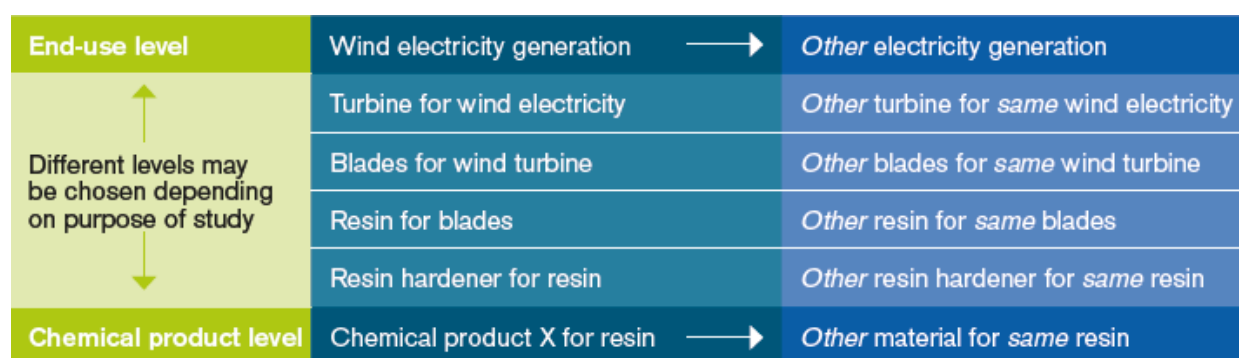 End-use level
Wind electricity generation
Other electricity generation
Turbine for wind electricity
Other turbine for same wind electricity
Different levels may
be chosen depending
on purpose of study
Blades for wind turbine
Other blades for same wind turbine
Resin for blades
Other resin for same blades
Resin hardener for resin
Other resin hardener for same resin
Chemical product level
Chemical product X for resin
Other material for same resin